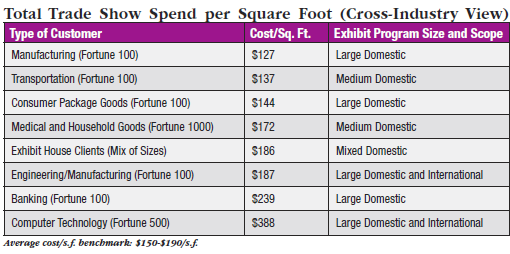 Total Trade Show Spend per Square Foot (Cross-Industry View)
Type of Customer Cost/Sq. Ft. Exhibit Program Size and Scope
Manufacturing (Fortune 100) $127 Large Domestic
Transportation (Fortune 100) $137 Medium Domestic
Consumer Package Goods (Fortune 100) $144 Large Domestic
Medical and Household Goods (Fortune 1000) $172 Medium Domestic
Exhibit House Clients (Mix of Sizes) $186 Mixed Domestic
Engineering/Manufacturing (Fortune 100) $187 Large Domestic and International
Banking (Fortune 100) $239 Large Domestic
Computer Technology (Fortune 500) $388 Large Domestic and International
Average cost/s.f. benchmark: $150-$190/s.f.